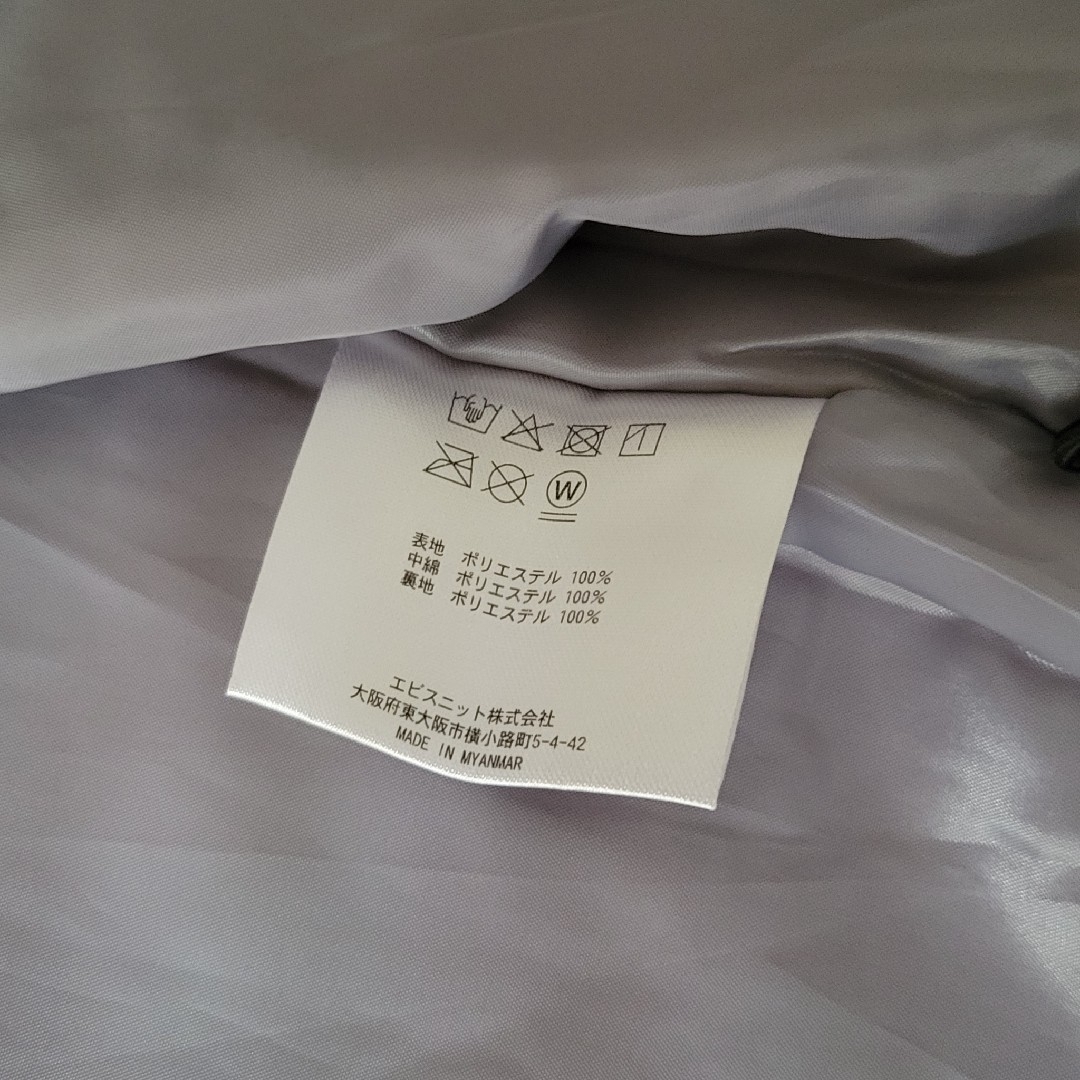 W
表地 ポリエステル 100%
中綿 ポリエステル 100%
裏地 ポリエステル 100%
エビスニット株式会社
大阪府東大阪市横小路町5-4-42
MADE IN MYANMAR